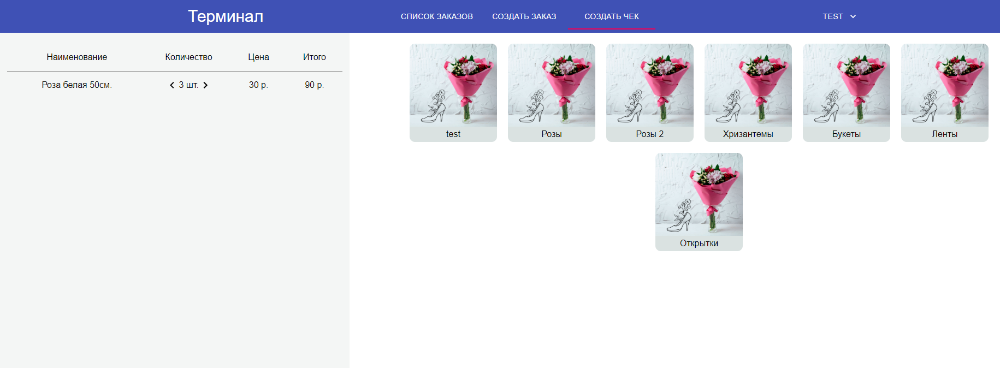 Терминал
СПИСОК ЗАКАЗОВ СОЗДАТЬ ЗАКАЗ СОЗДАТЬ ЧЕК
TEST
Наименование Количество Цена Итого
Роза белая 50см. 3 шт. 30 р. 90 р.
test Розы Розы 2 Хризантемы Букеты Ленты
Открытки